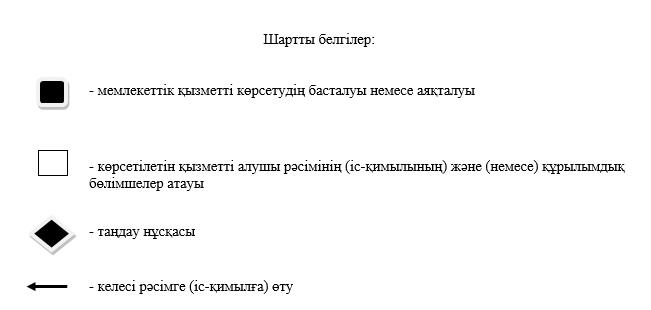 Шартты белгілер:
- мемлекеттік қызметті көрсетудің басталуы немесе аяқталуы
- көрсетілетін қызметті алушы рәсімінің (іс-қимылының) және (немесе) құрылымдық
бөлімшелер атауы
- таңдау нұсқасы
- келесі рәсімге (іс-қимылға) өту